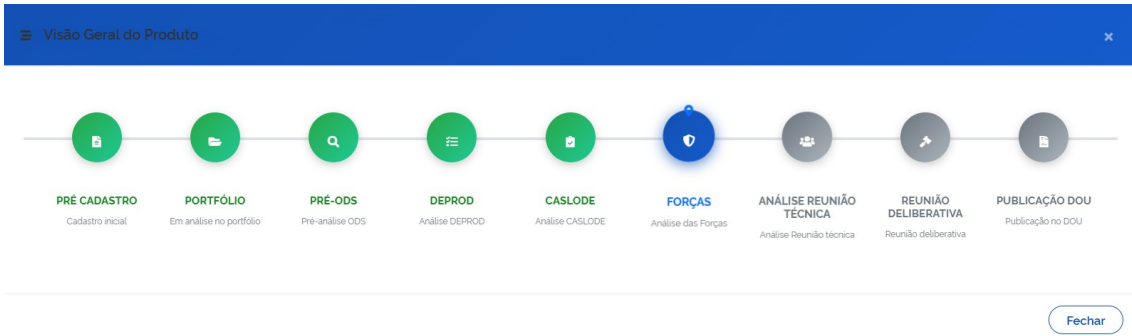 Visão Geral do Produto
×
PRÉ CADASTRO
Cadastro inicial
PORTFÓLIO
Em análise no portfólio
PRÉ-ODS
Pré-análise ODS
DEPROD
Análise DEPROD
CASLODE
Análise CASLODE
FORÇAS
Análise das Forças
ANÁLISE REUNIÃO
TÉCNICA
Análise Reunião técnica
REUNIÃO
DELIBERATIVA
Reunião deliberativa
PUBLICAÇÃO DOU
Publicação no DOU
Fechar